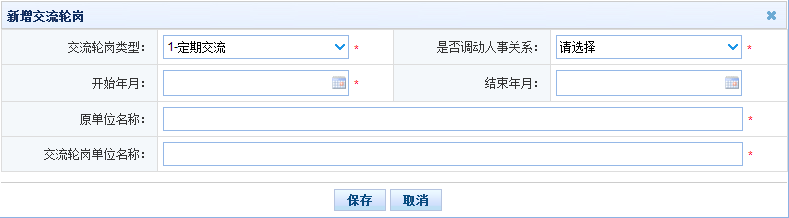 新增交流轮岗
交流轮岗类型： 1-定期交流 * 是否调动人事关系： 请选择 *
开始年月： * 结束年月：
原单位名称： *
交流轮岗单位名称： *
保存 取消